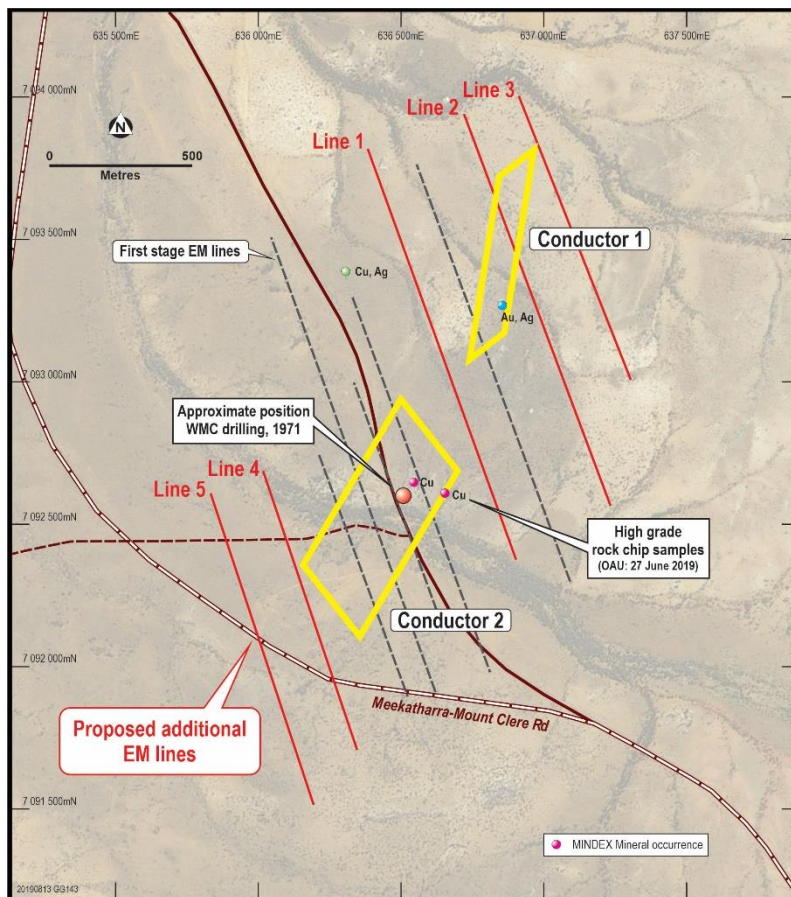 635 500mE
636 000mE
636 500mE
637 000mE
637 500mE
7 094 000mN
7 093 500mN
7 093 000mN
7 092 500mN
7 092 000mN
7 091 500mN
N
0
500
Metres
Line 1
Line 2
Line 3
Conductor 1
First stage EM lines
Cu, Ag
Au, Ag
Approximate position
WMC drilling, 1971
Cu
Cu
Line 4
Line 5
High grade
rock chip samples
(OAU: 27 June 2019)
Conductor 2
Meekatharra-Mount Clere Rd
Proposed additional
EM lines
MINDEX Mineral occurrence
20190813 GG143